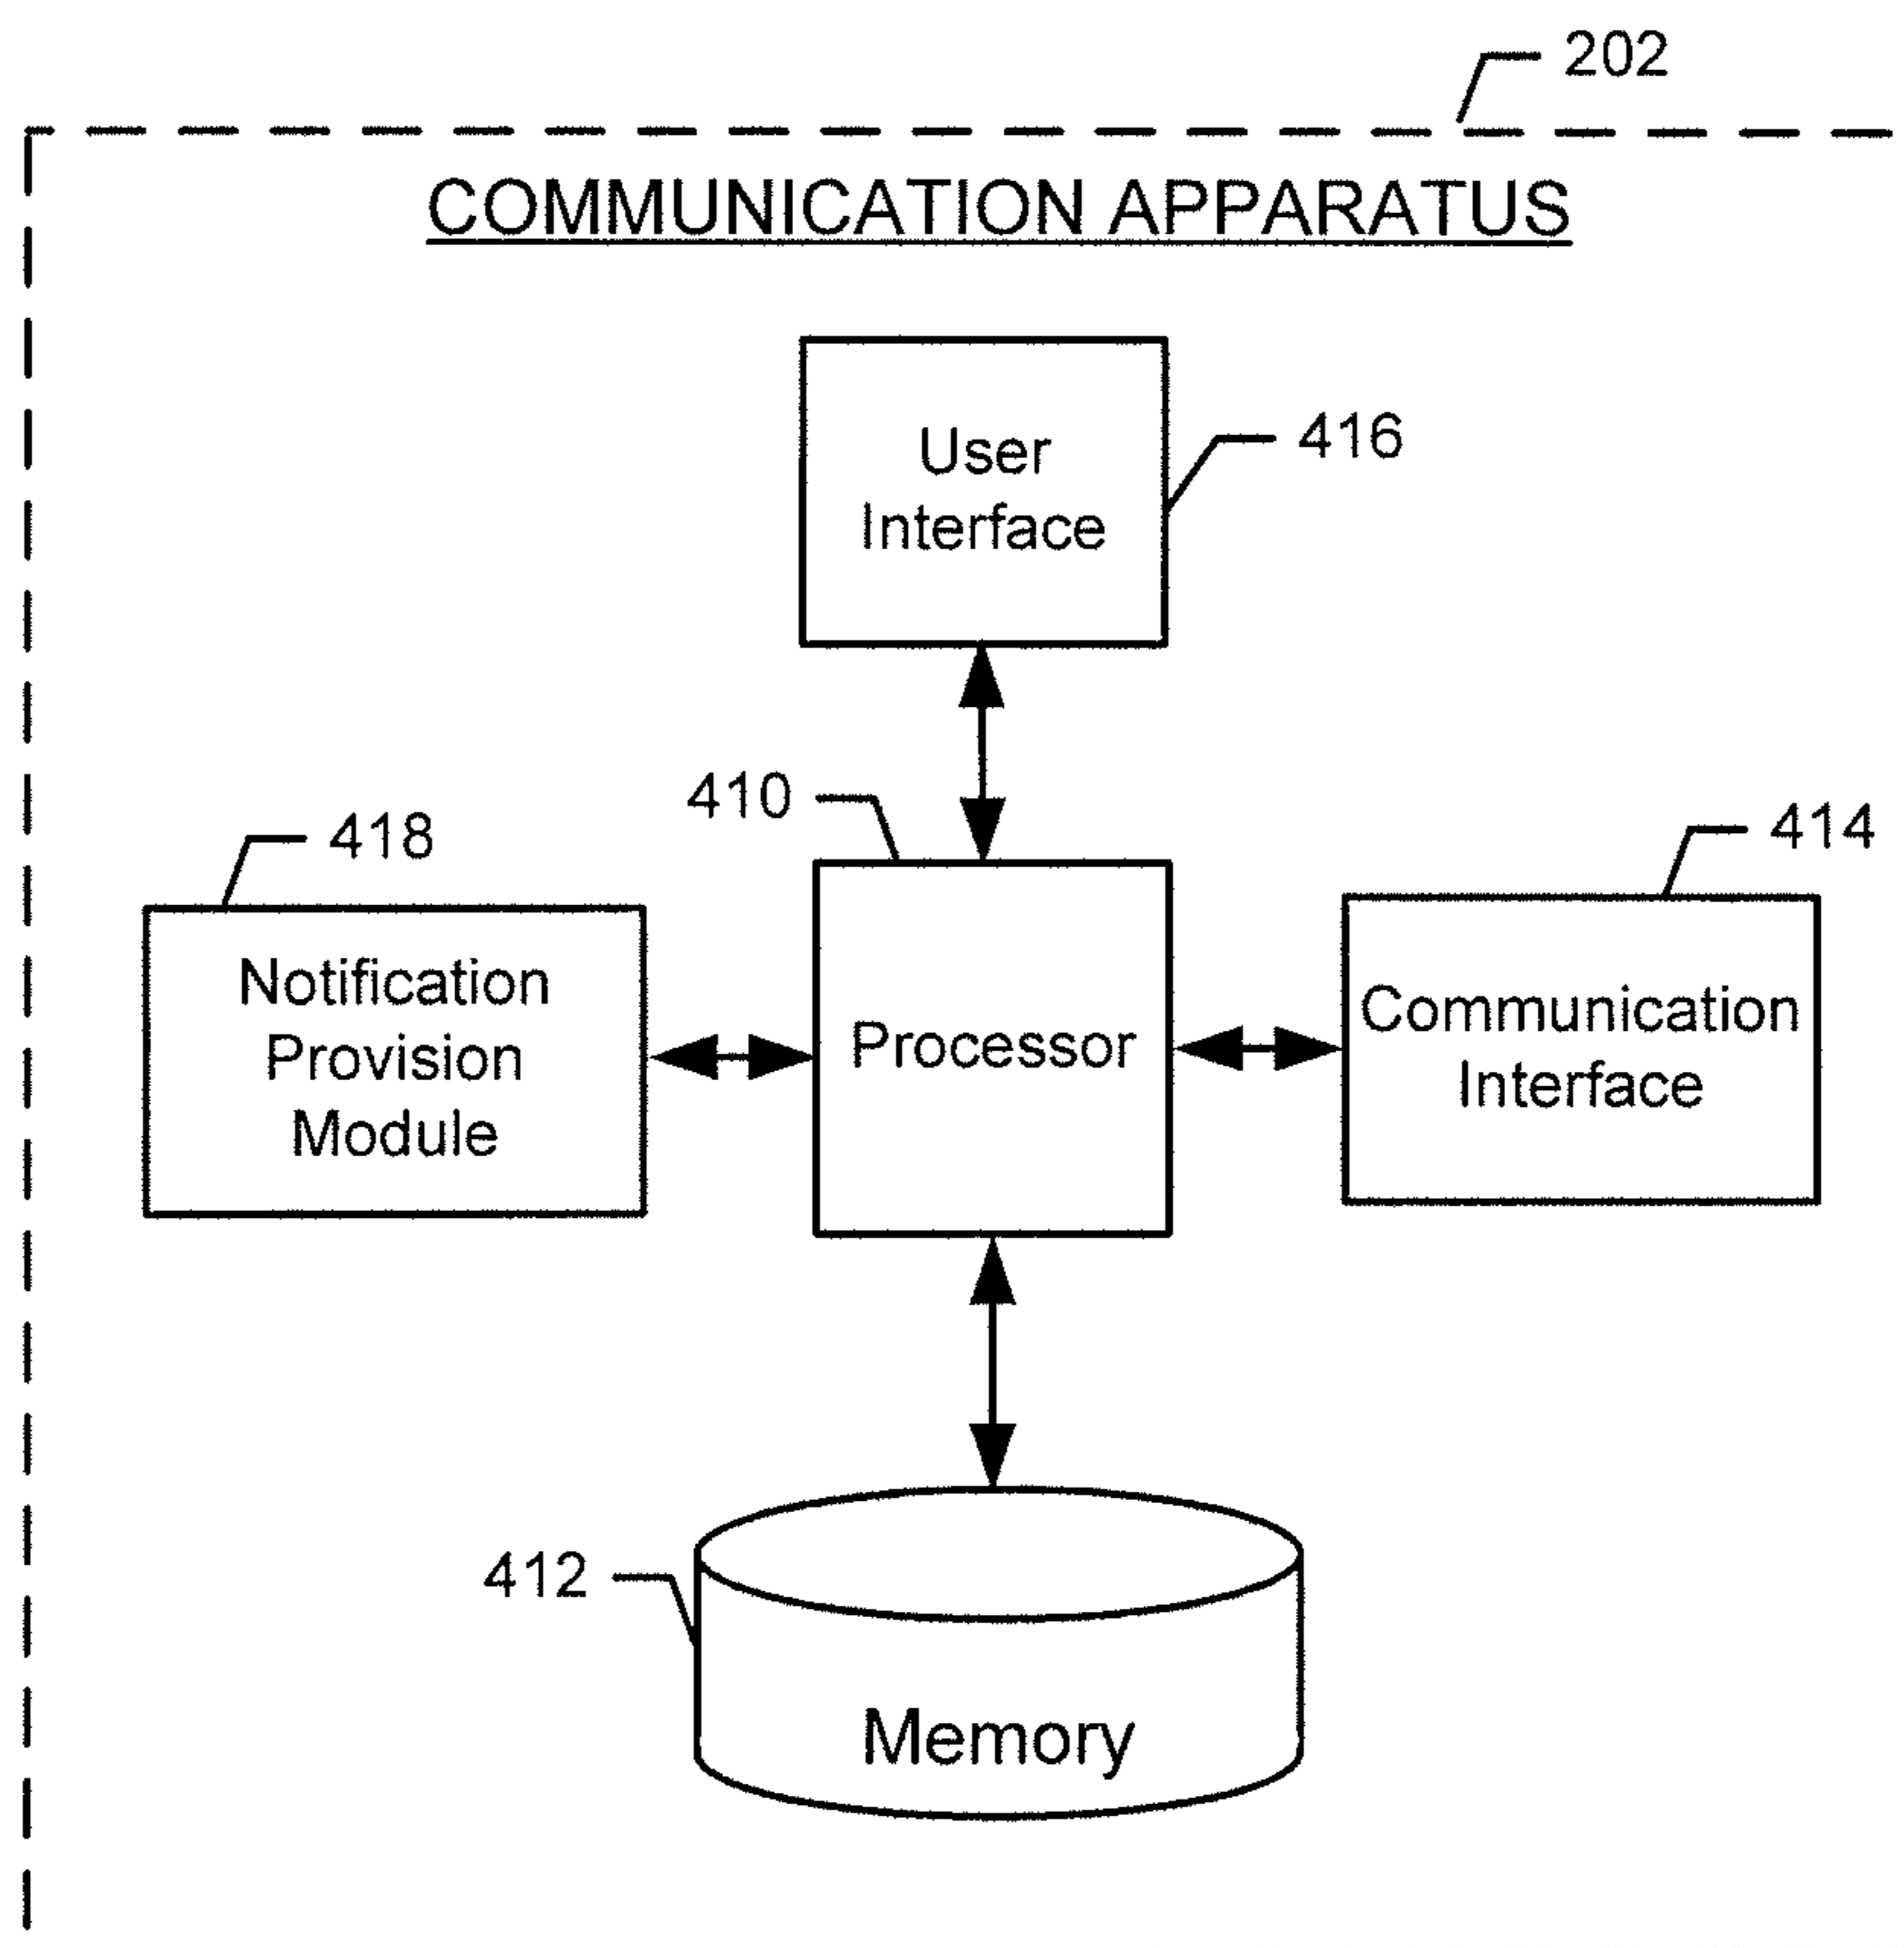 202
COMMUNICATION APPARATUS
User
Interface
416
410
418
414
Notification
Provision
Module
Processor
Communication
Interface
412
Memory